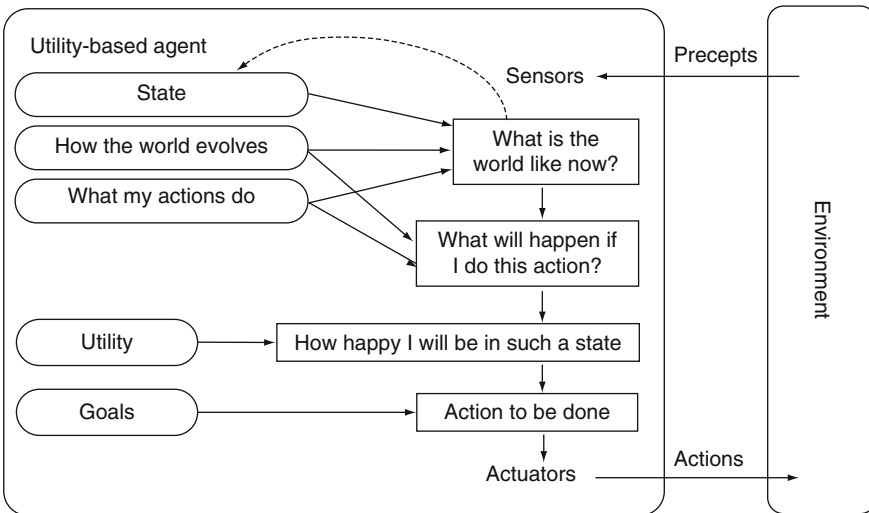 Utility-based agent
Precepts
Sensors
State
What is the
world like now?
How the world evolves
What my actions do
What will happen if
I do this action?
Environment
Utility
How happy I will be in such a state
Goals
Action to be done
Actuators
Actions